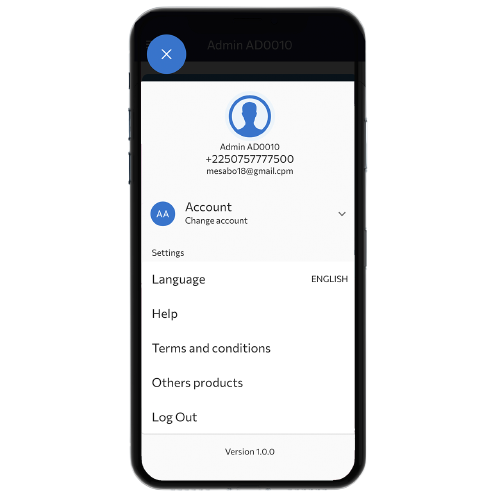 Admin AD0010
Admin AD0010
+2250757777500
mesabo18@gmail.cpm
AA
Account
Change account
Settings
Language ENGLISH
Help
Terms and conditions
Others products
Log Out
Version 1.0.0